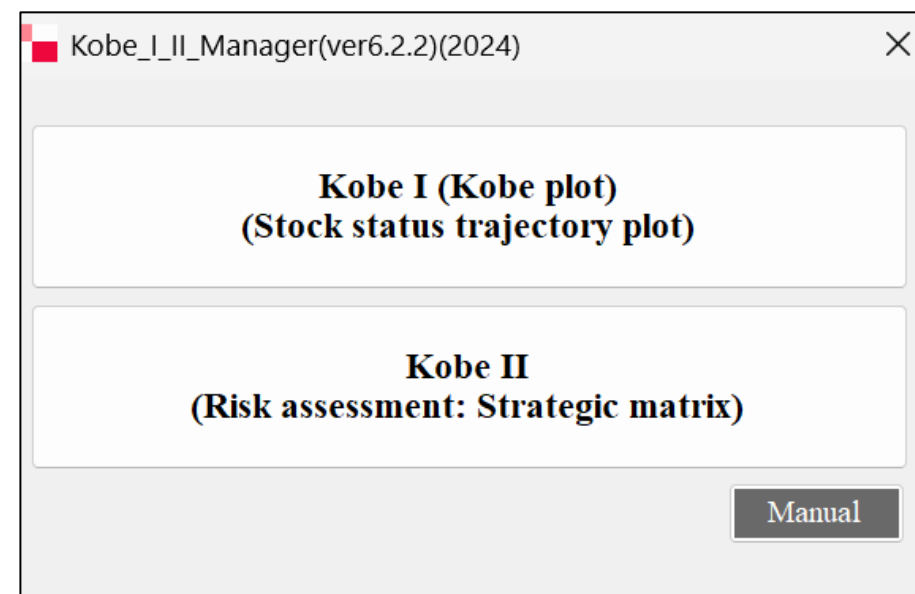 Kobe_I_II_Manager(ver6.2.2)(2024)
Kobe I (Kobe plot)
(Stock status trajectory plot)
Kobe II
(Risk assessment: Strategic matrix)
Manual